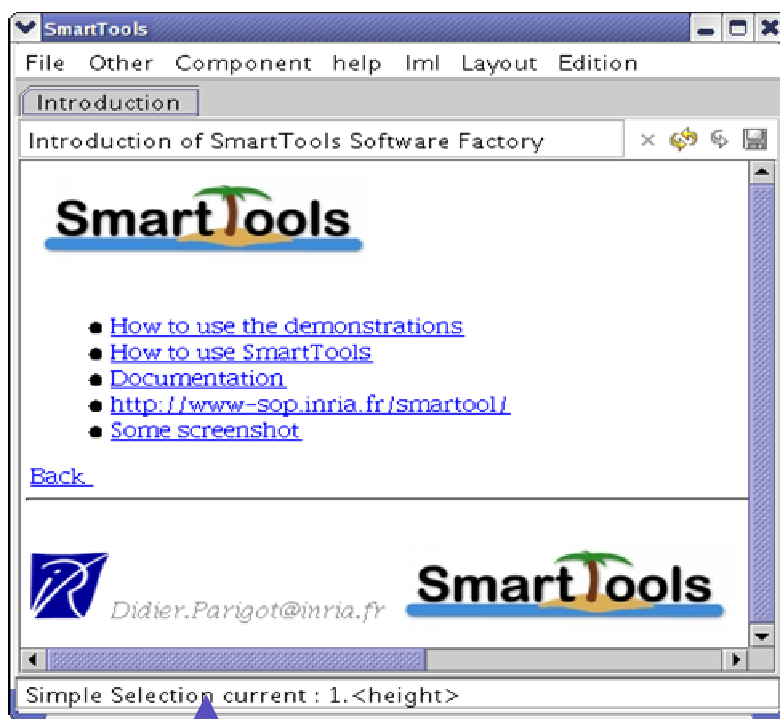 SmartTools
File Other Component help lml Layout Edition
Introduction
Introduction of SmartTools Software Factory
SmartTools
How to use the demonstrations
How to use SmartTools
Documentation
http://www-sop.inria.fr/smartool/
Some screenshot
Back
Didier.Parigot@inria.fr
SmartTools
Simple Selection current : 1.<height>